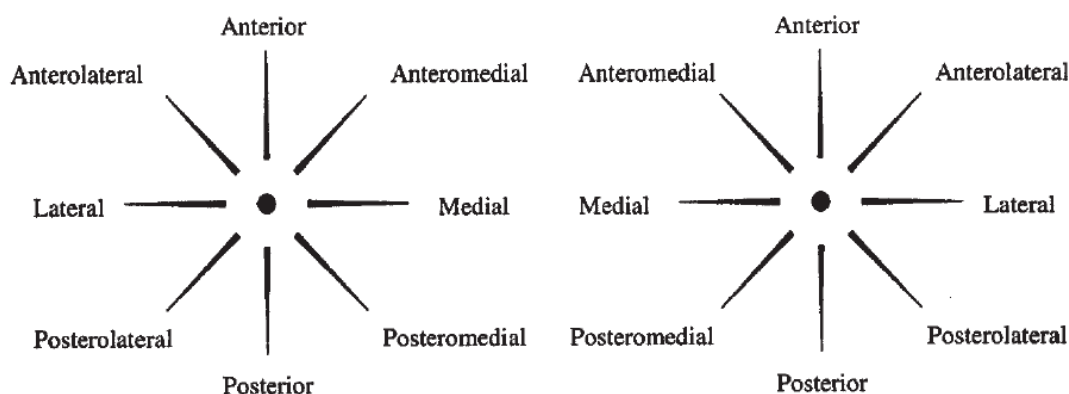 Anterior
Anterolateral
Anteromedial
Lateral
Medial
Posterolateral
Posteromedial
Posterior
Anterior
Anteromedial
Anterolateral
Medial
Lateral
Posteromedial
Posterolateral
Posterior